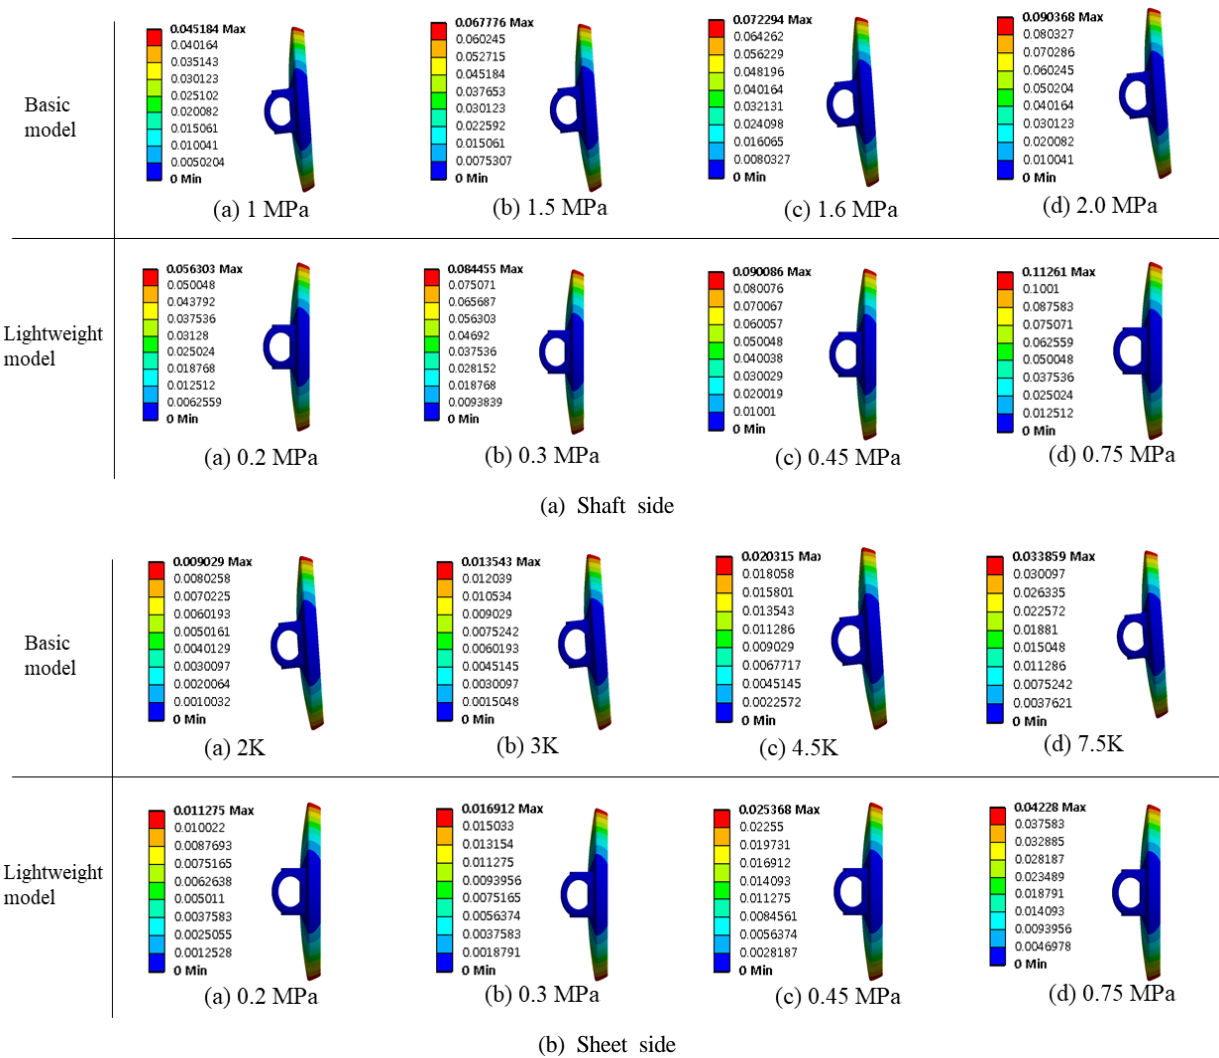 0.045184 Max
0.040164
0.035143
0.030123
0.025102
0.020082
0.015061
0.010041
0.0050204
0 Min
0.067776 Max
0.060245
0.052715
0.045184
0.037653
0.030123
0.022592
0.015061
0.0075307
0 Min
0.072294 Max
0.064262
0.056229
0.048196
0.040164
0.032131
0.024098
0.016065
0.0080327
0 Min
0.090368 Max
0.080327
0.070286
0.060245
0.050204
0.040164
0.030123
0.020082
0.010041
0 Min
Basic
model
(a) 1 MPa
(b) 1.5 MPa
(c) 1.6 MPa
(d) 2.0 MPa
0.056303 Max
0.050048
0.043792
0.037536
0.03128
0.025024
0.018768
0.012512
0.0062559
0 Min
0.084455 Max
0.075071
0.065687
0.056303
0.04692
0.037536
0.028152
0.018768
0.0093839
0 Min
0.090086 Max
0.080076
0.070067
0.060057
0.050048
0.040038
0.030029
0.020019
0.01001
0 Min
0.11261 Max
0.1001
0.087583
0.075071
0.062559
0.050048
0.037536
0.025024
0.012512
0 Min
Lightweight
model
(a) 0.2 MPa
(b) 0.3 MPa
(c) 0.45 MPa
(d) 0.75 MPa
(a) Shaft side
0.009029 Max
0.0080258
0.0070225
0.0060193
0.0050161
0.0040129
0.0030097
0.0020064
0.0010032
0 Min
0.013543 Max
0.012039
0.010534
0.009029
0.0075242
0.0060193
0.0045145
0.0030097
0.0015048
0 Min
0.020315 Max
0.018058
0.015801
0.013543
0.011286
0.009029
0.0067717
0.0045145
0.0022572
0 Min
0.033859 Max
0.030097
0.026335
0.022572
0.01881
0.015048
0.011286
0.0075242
0.0037621
0 Min
Basic
model
(a) 2K
(b) 3K
(c) 4.5K
(d) 7.5K
0.011275 Max
0.010022
0.0087693
0.0075165
0.0062638
0.005011
0.0037583
0.0025055
0.0012528
0 Min
0.016912 Max
0.015033
0.013154
0.011275
0.0093956
0.0075165
0.0056374
0.0037583
0.0018791
0 Min
0.025368 Max
0.02255
0.019731
0.016912
0.014093
0.011275
0.0084561
0.0056374
0.0028187
0 Min
0.04228 Max
0.037583
0.032885
0.028187
0.023489
0.018791
0.014093
0.0093956
0.0046978
0 Min
Lightweight
model
(a) 0.2 MPa
(b) 0.3 MPa
(c) 0.45 MPa
(d) 0.75 MPa
(b) Sheet side